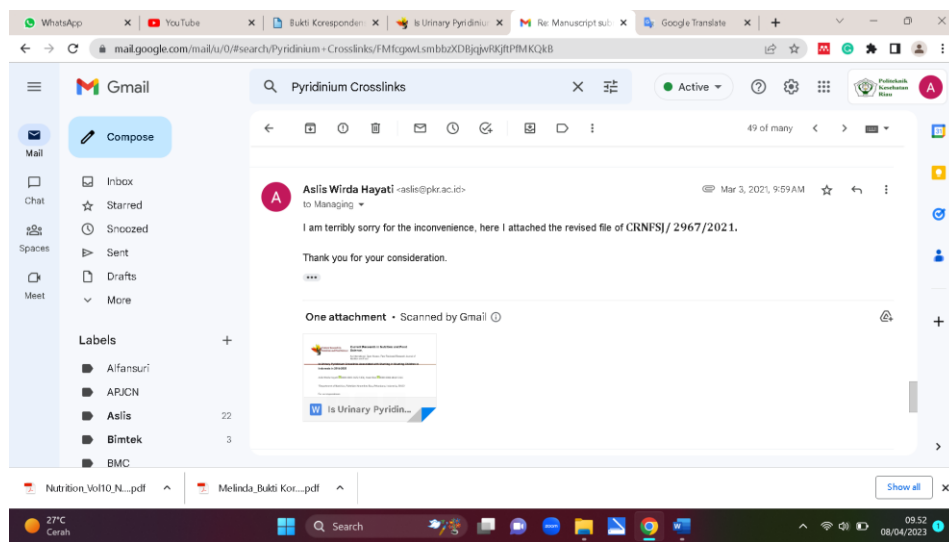 WhatsApp
YouTube
Bukti Koresponden
Is Urinary Pyridiniu
Re: Manuscript sub
Google Translate
mail.google.com/mail/u/0/#search/Pyridinium+Crosslinks/FMfcgxwLsmbbzXDBjqjwRKjftPfMKQkB
Gmail
Pyridinium Crosslinks
Active
Politeknik
Kesehatan
Riau
A
Compose
49 of many
Mail
Chat
Spaces
Meet
Inbox
Starred
Snoozed
Sent
Drafts
More
Labels
Alfansuri
APJCN
Aslis 22
Bimtek 3
BMC
A
Aslis Wirda Hayati <aslis@pkr.ac.id>
Mar 3, 2021, 9:59 AM
to Managing
I am terribly sorry for the inconvenience, here I attached the revised file of CRNFSJ/ 2967/2021.
Thank you for your consideration.
One attachment • Scanned by Gmail
W Is Urinary Pyridin...
31
Nutrition_Vol10_N....pdf
Melinda_Bukti Kor....pdf
Show all
27°C
Cerah
Search
zoom
09.52
08/04/2023
1